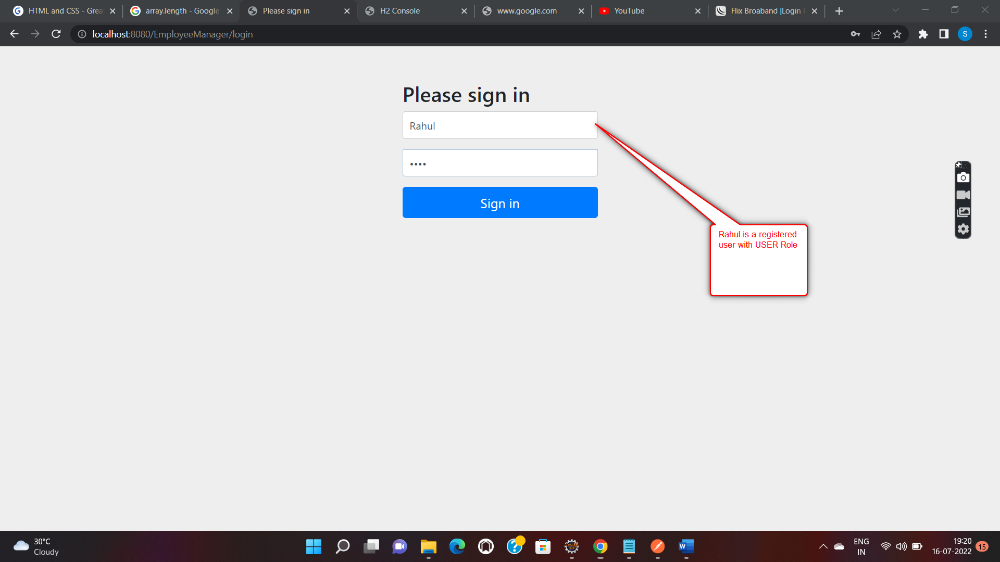 HTML and CSS - Grea
array.length - Google
Please sign in
H2 Console
www.google.com
YouTube
Flix Broaband |Login P
localhost:8080/EmployeeManager/login
S
Please sign in
Rahul
••••
Sign in
Rahul is a registered
user with USER Role
30°C
Cloudy
ENG
IN
19:20
16-07-2022
15